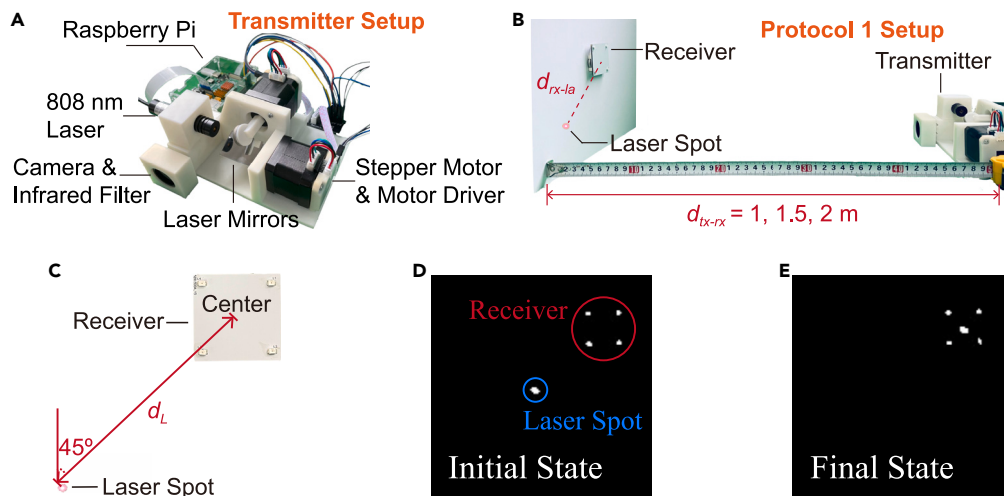 A
Transmitter Setup
Raspberry Pi
808 nm
Laser
Camera &
Infrared Filter
Laser Mirrors
Stepper Motor
& Motor Driver
B
Protocol 1 Setup
Receiver
Transmitter
drx-la
Laser Spot
dtx-rx = 1, 1.5, 2 m
C
Center
Receiver
dL
45º
Laser Spot
D
Receiver
Laser Spot
Initial State
E
Final State